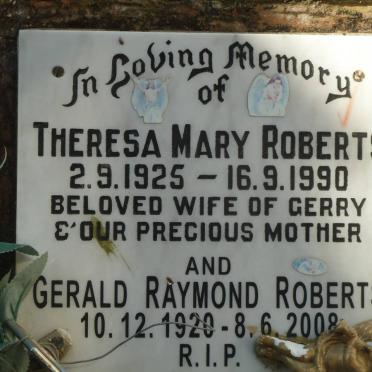 In Loving Memory
of
THERESA MARY ROBERTS
2.9.1925 – 16.9.1990
BELOVED WIFE OF GERRY
& OUR PRECIOUS MOTHER
AND
GERALD RAYMOND ROBERTS
10.12.1920 - 8.6.2008
R.I.P.